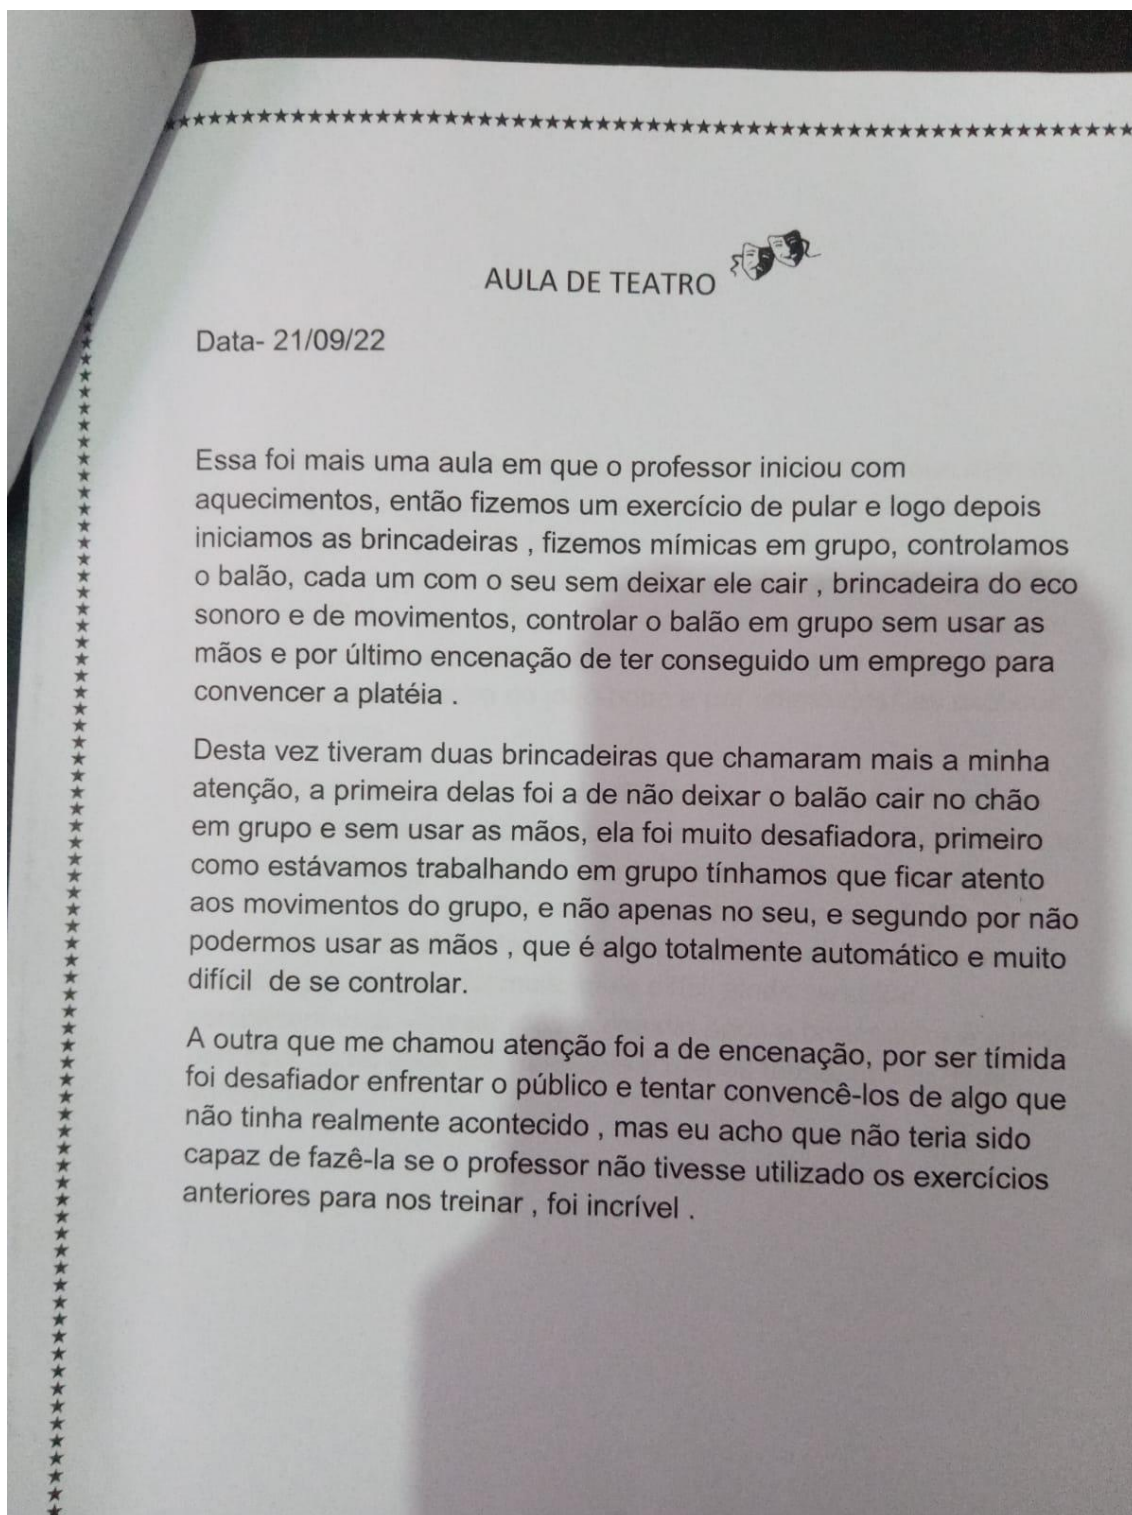 AULA DE TEATRO
Data- 21/09/22
Essa foi mais uma aula em que o professor iniciou com
aquecimentos, então fizemos um exercício de pular e logo depois
iniciamos as brincadeiras , fizemos mímicas em grupo, controlamos
o balão, cada um com o seu sem deixar ele cair , brincadeira do eco
sonoro e de movimentos, controlar o balão em grupo sem usar as
mãos e por último encenação de ter conseguido um emprego para
convencer a platéia .
Desta vez tiveram duas brincadeiras que chamaram mais a minha
atenção, a primeira delas foi a de não deixar o balão cair no chão
em grupo e sem usar as mãos, ela foi muito desafiadora, primeiro
como estávamos trabalhando em grupo tínhamos que ficar atento
aos movimentos do grupo, e não apenas no seu, e segundo por não
podermos usar as mãos , que é algo totalmente automático e muito
difícil  de se controlar.
A outra que me chamou atenção foi a de encenação, por ser tímida
foi desafiador enfrentar o público e tentar convencê-los de algo que
não tinha realmente acontecido , mas eu acho que não teria sido
capaz de fazê-la se o professor não tivesse utilizado os exercícios
anteriores para nos treinar , foi incrível .